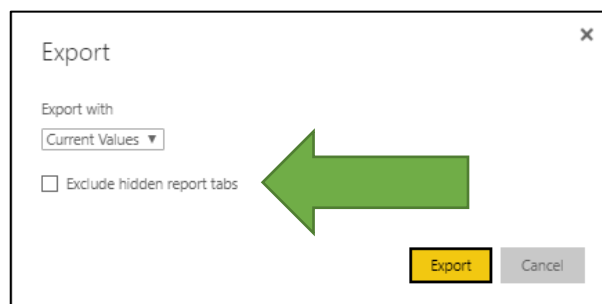 Export
Export with
Current Values
Exclude hidden report tabs
Export
Cancel